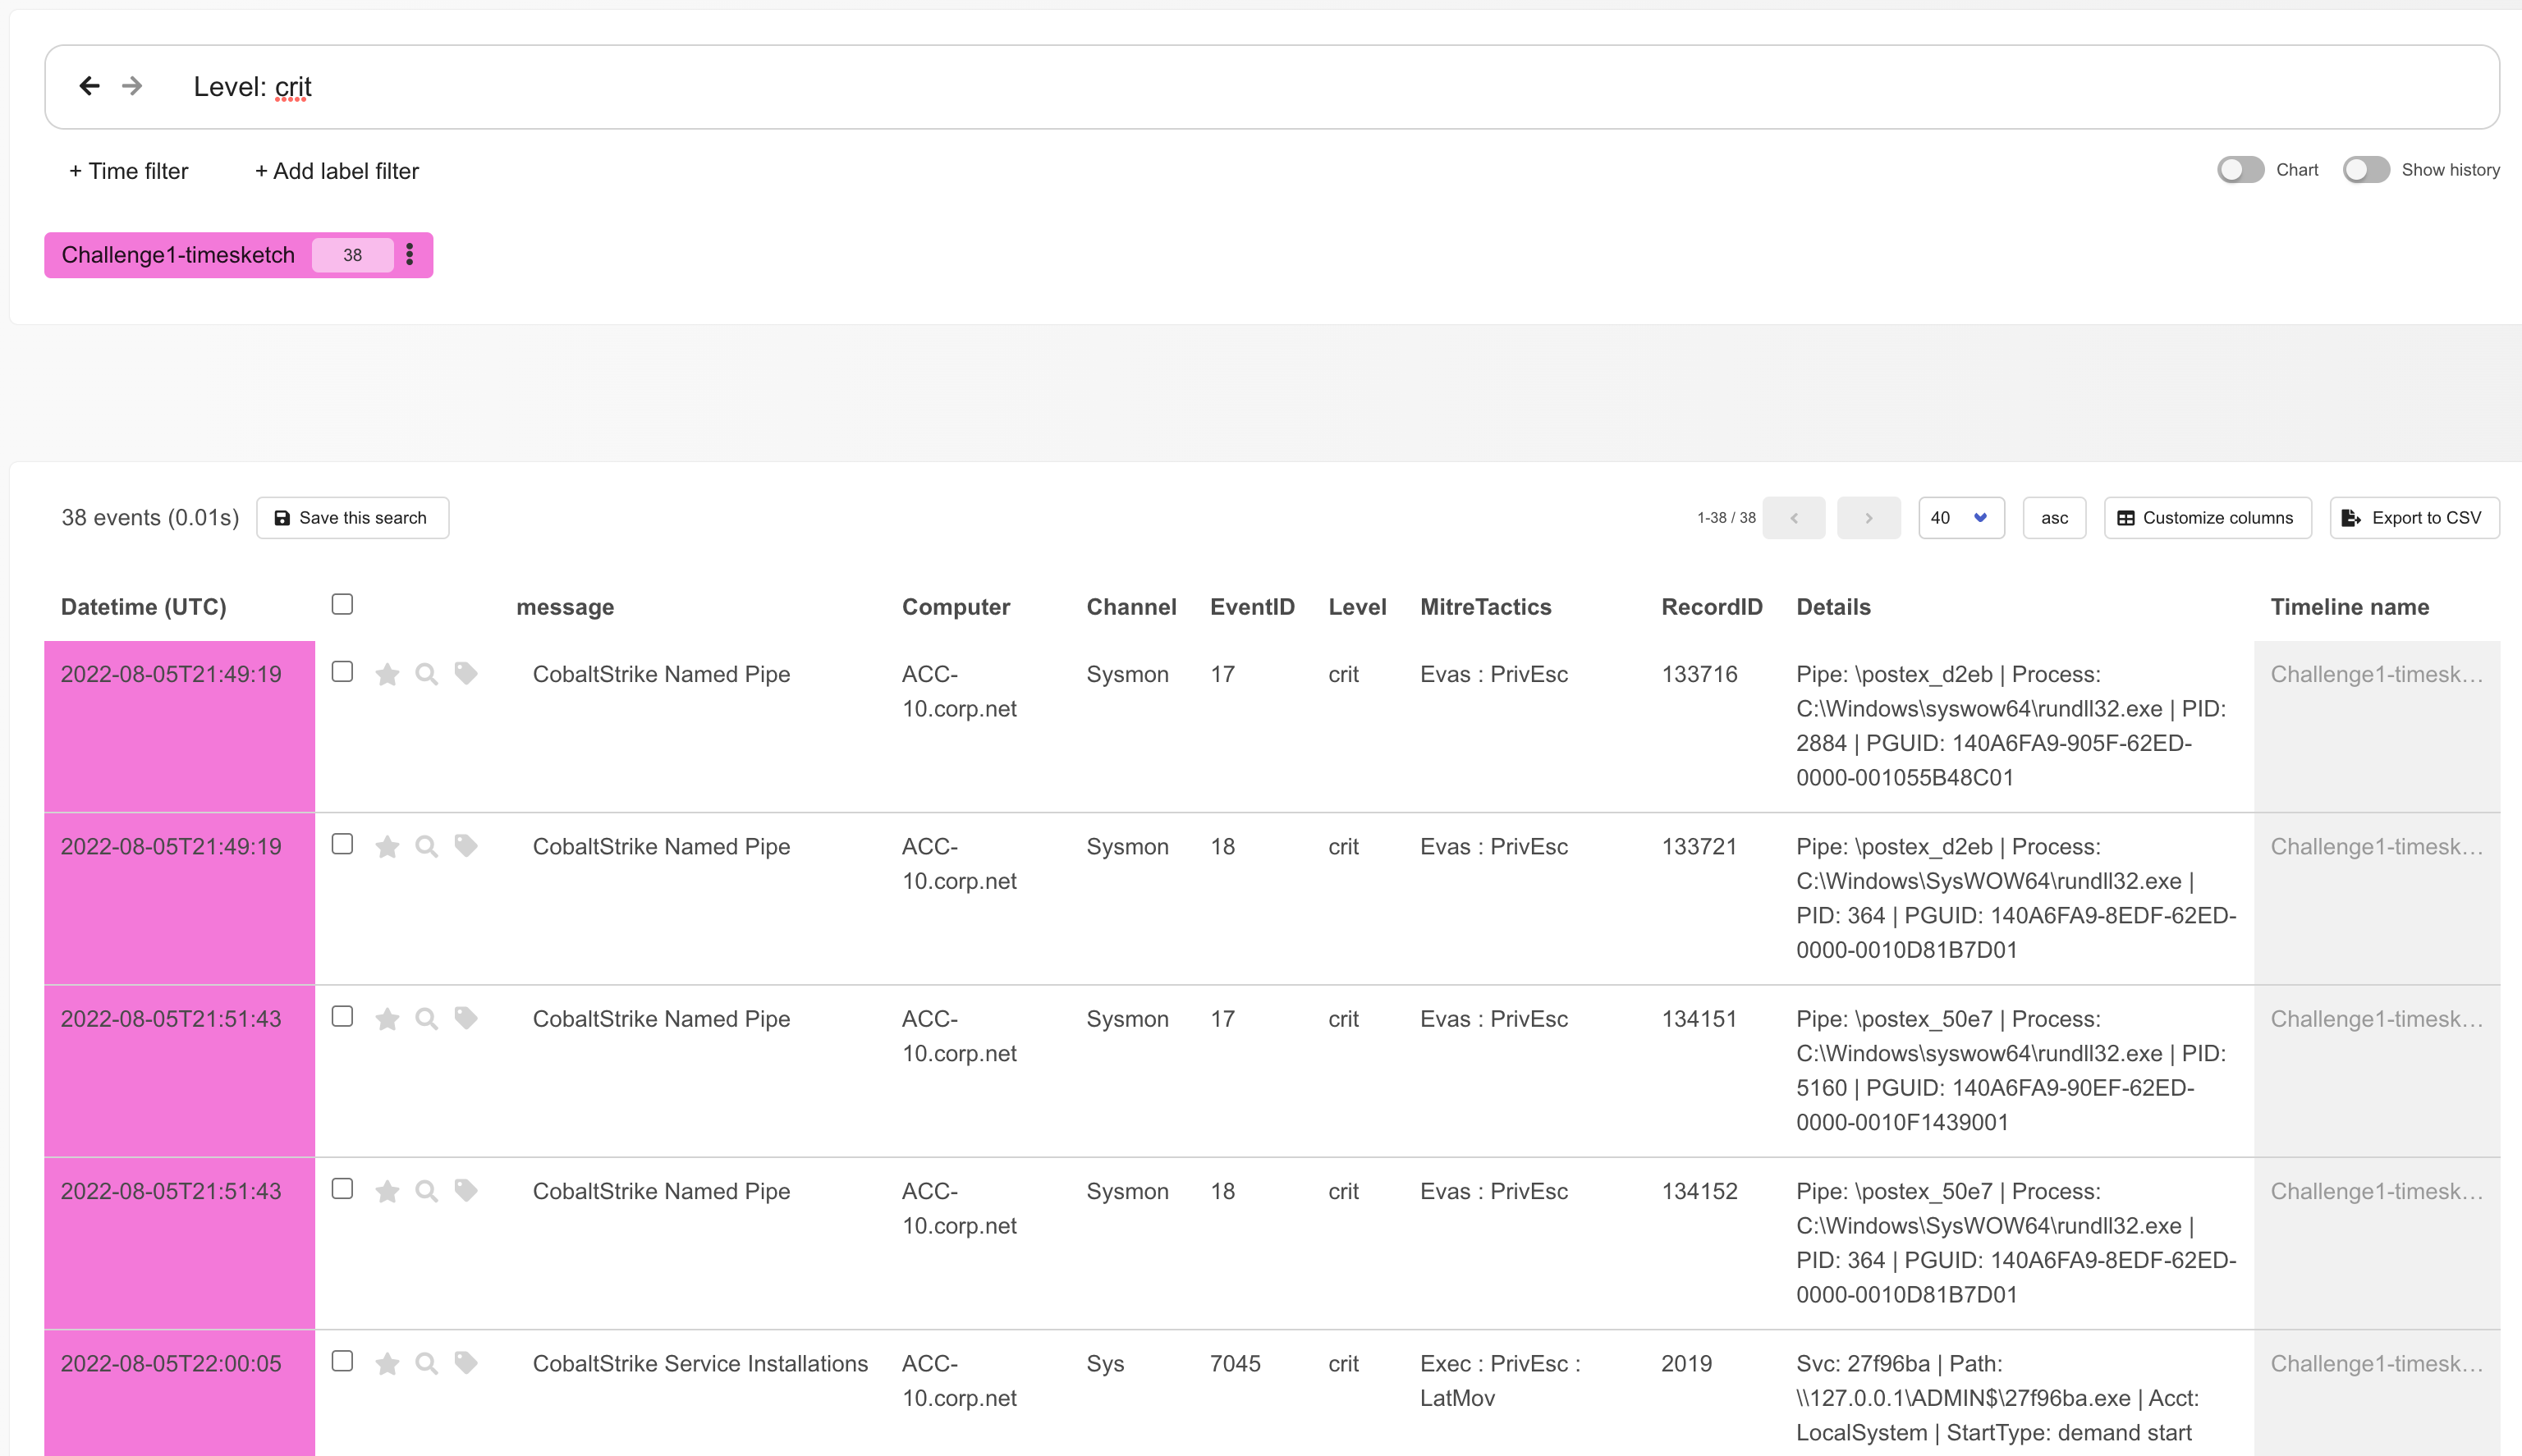 Level: crit
+ Time filter + Add label filter Chart Show history
Challenge1-timesketch 38
38 events (0.01s) Save this search 1-38 / 38 40 asc Customize columns Export to CSV
Datetime (UTC) message Computer Channel EventID Level MitreTactics RecordID Details Timeline name
2022-08-05T21:49:19 CobaltStrike Named Pipe ACC- Sysmon 17 crit Evas : PrivEsc 133716 Pipe: \postex_d2eb | Process: Challenge1-timesk...
10.corp.net C:\Windows\syswow64\rundll32.exe | PID:
2884 | PGUID: 140A6FA9-905F-62ED-
0000-001055B48C01
2022-08-05T21:49:19 CobaltStrike Named Pipe ACC- Sysmon 18 crit Evas : PrivEsc 133721 Pipe: \postex_d2eb | Process: Challenge1-timesk...
10.corp.net C:\Windows\SysWOW64\rundll32.exe |
PID: 364 | PGUID: 140A6FA9-8EDF-62ED-
0000-0010D81B7D01
2022-08-05T21:51:43 CobaltStrike Named Pipe ACC- Sysmon 17 crit Evas : PrivEsc 134151 Pipe: \postex_50e7 | Process: Challenge1-timesk...
10.corp.net C:\Windows\syswow64\rundll32.exe | PID:
5160 | PGUID: 140A6FA9-90EF-62ED-
0000-0010F1439001
2022-08-05T21:51:43 CobaltStrike Named Pipe ACC- Sysmon 18 crit Evas : PrivEsc 134152 Pipe: \postex_50e7 | Process: Challenge1-timesk...
10.corp.net C:\Windows\SysWOW64\rundll32.exe |
PID: 364 | PGUID: 140A6FA9-8EDF-62ED-
0000-0010D81B7D01
2022-08-05T22:00:05 CobaltStrike Service Installations ACC- Sys 7045 crit Exec : PrivEsc : 2019 Svc: 27f96ba | Path: Challenge1-timesk...
10.corp.net LatMov \\127.0.0.1\ADMIN$\27f96ba.exe | Acct:
LocalSystem | StartType: demand start